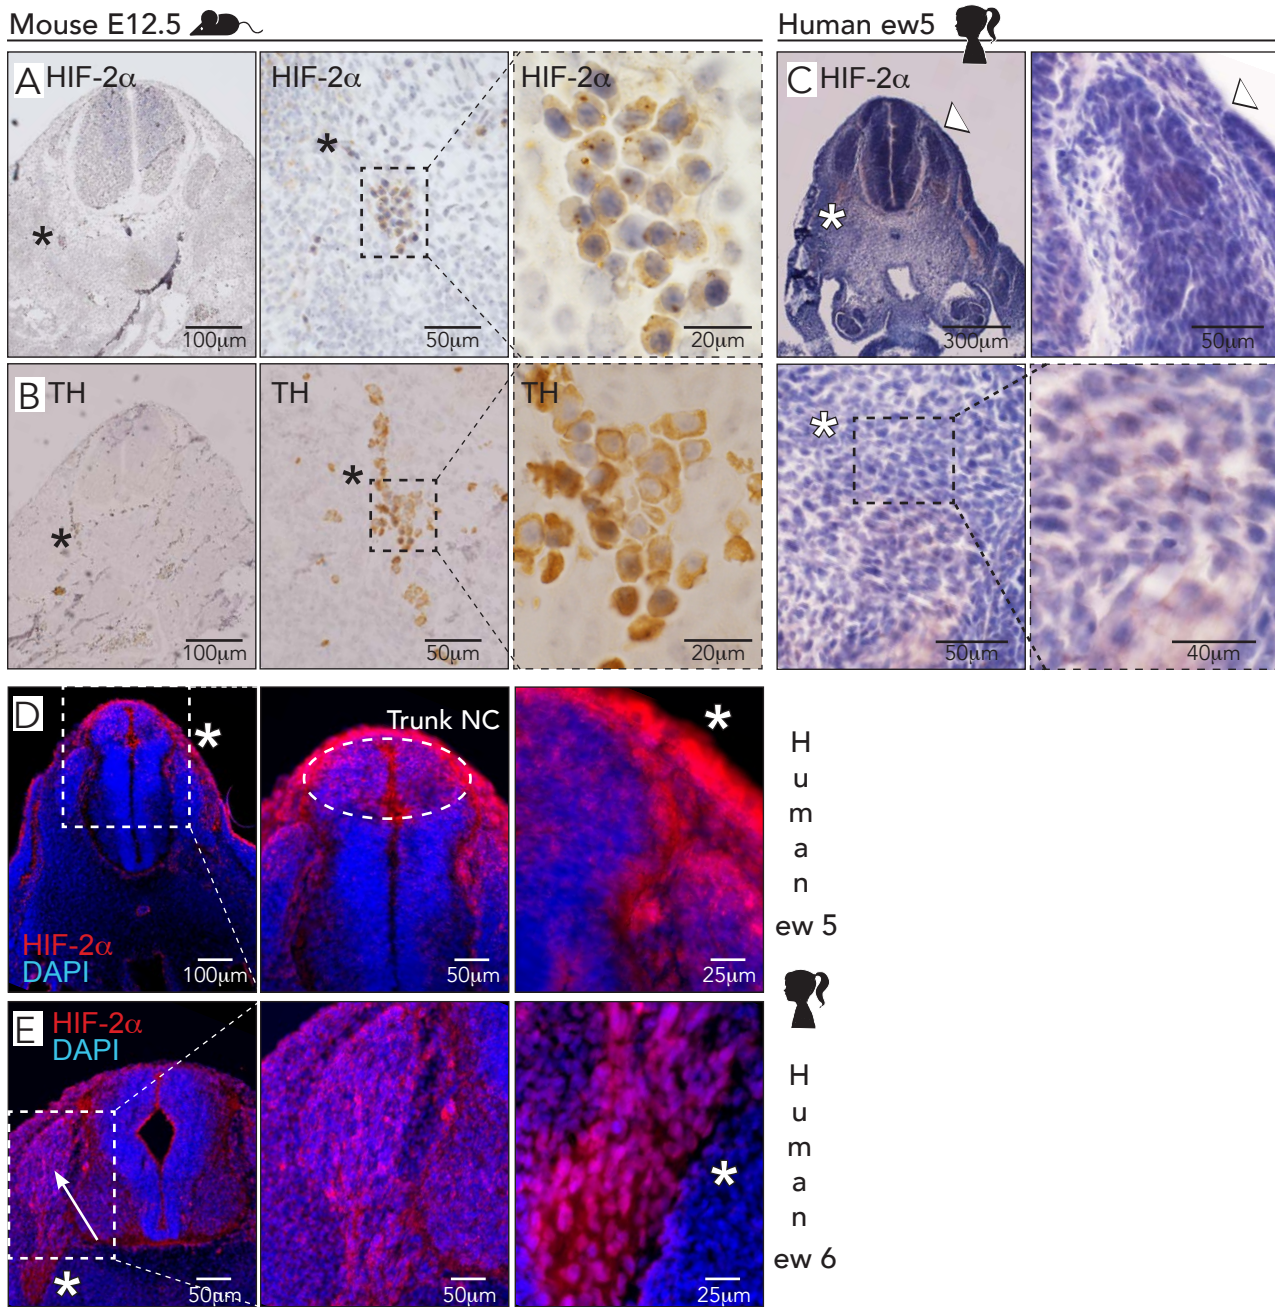 Mouse E12.5
Human ew5
A HIF-2α
HIF-2α
HIF-2α
C HIF-2α
100µm
50µm
20µm
300µm
50µm
B TH
TH
TH
100µm
50µm
20µm
50µm
40µm
D
Trunk NC
HIF-2α
DAPI
100µm
50µm
25µm
H
u
m
a
n
ew 5
E HIF-2α
DAPI
50µm
50µm
25µm
H
u
m
a
n
ew 6